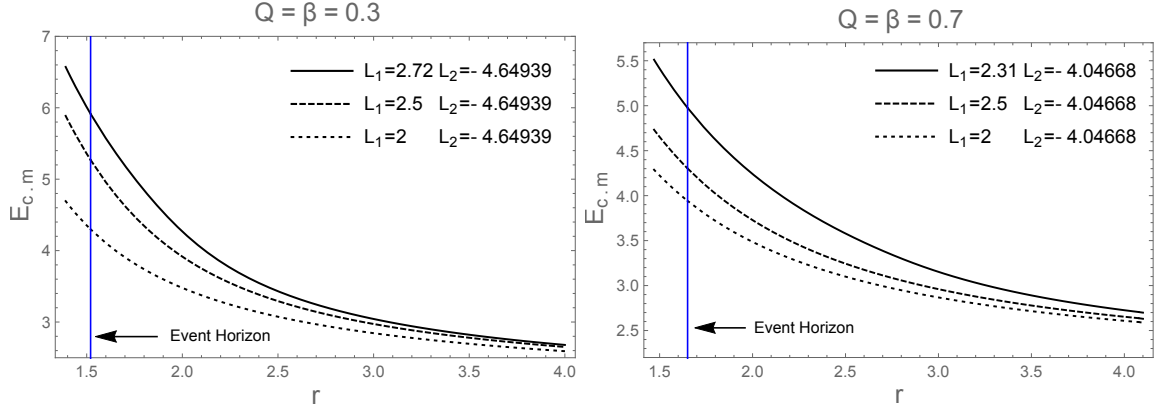 Q = β = 0.3
7
6
5
4
3
E c . m
L1=2.72 L2=- 4.64939
L1=2.5 L2=- 4.64939
L1=2 L2=- 4.64939
Event Horizon
1.5 2.0 2.5 3.0 3.5 4.0
r
Q = β = 0.7
5.5
5.0
4.5
4.0
3.5
3.0
2.5
E c . m
L1=2.31 L2=- 4.04668
L1=2.5 L2=- 4.04668
L1=2 L2=- 4.04668
Event Horizon
1.5 2.0 2.5 3.0 3.5 4.0
r